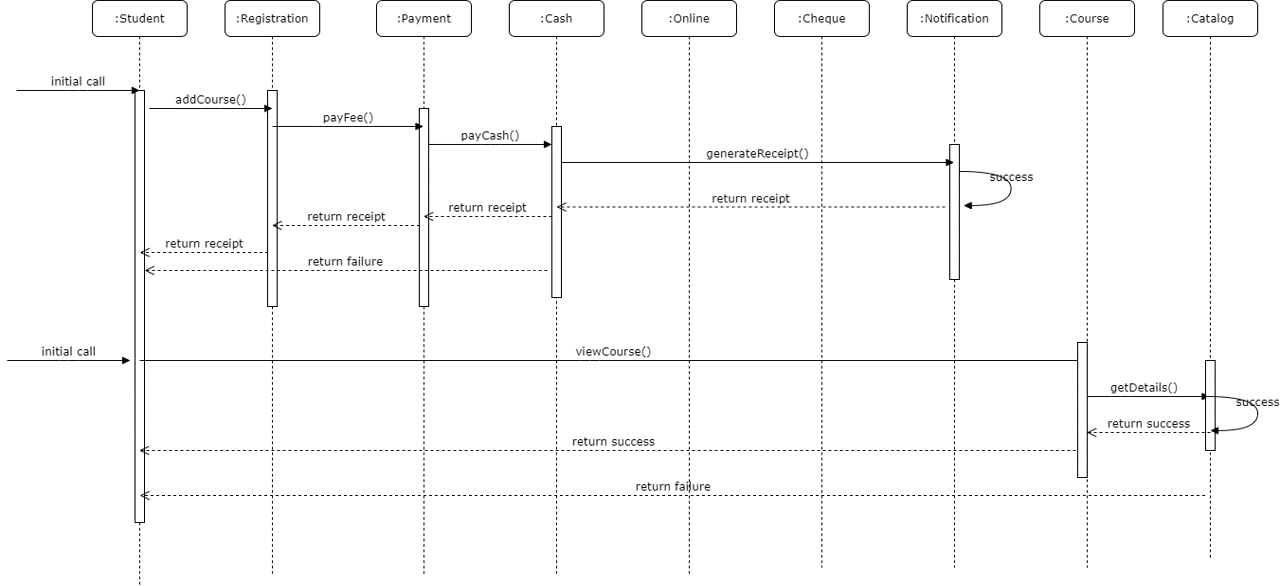 :Student
:Registration
:Payment
:Cash
:Online
:Cheque
:Notification
:Course
:Catalog
initial call
addCourse()
payFee()
payCash()
generateReceipt()
success
return receipt
return receipt
return receipt
return receipt
return failure
initial call
viewCourse()
getDetails()
success
return success
return success
return failure